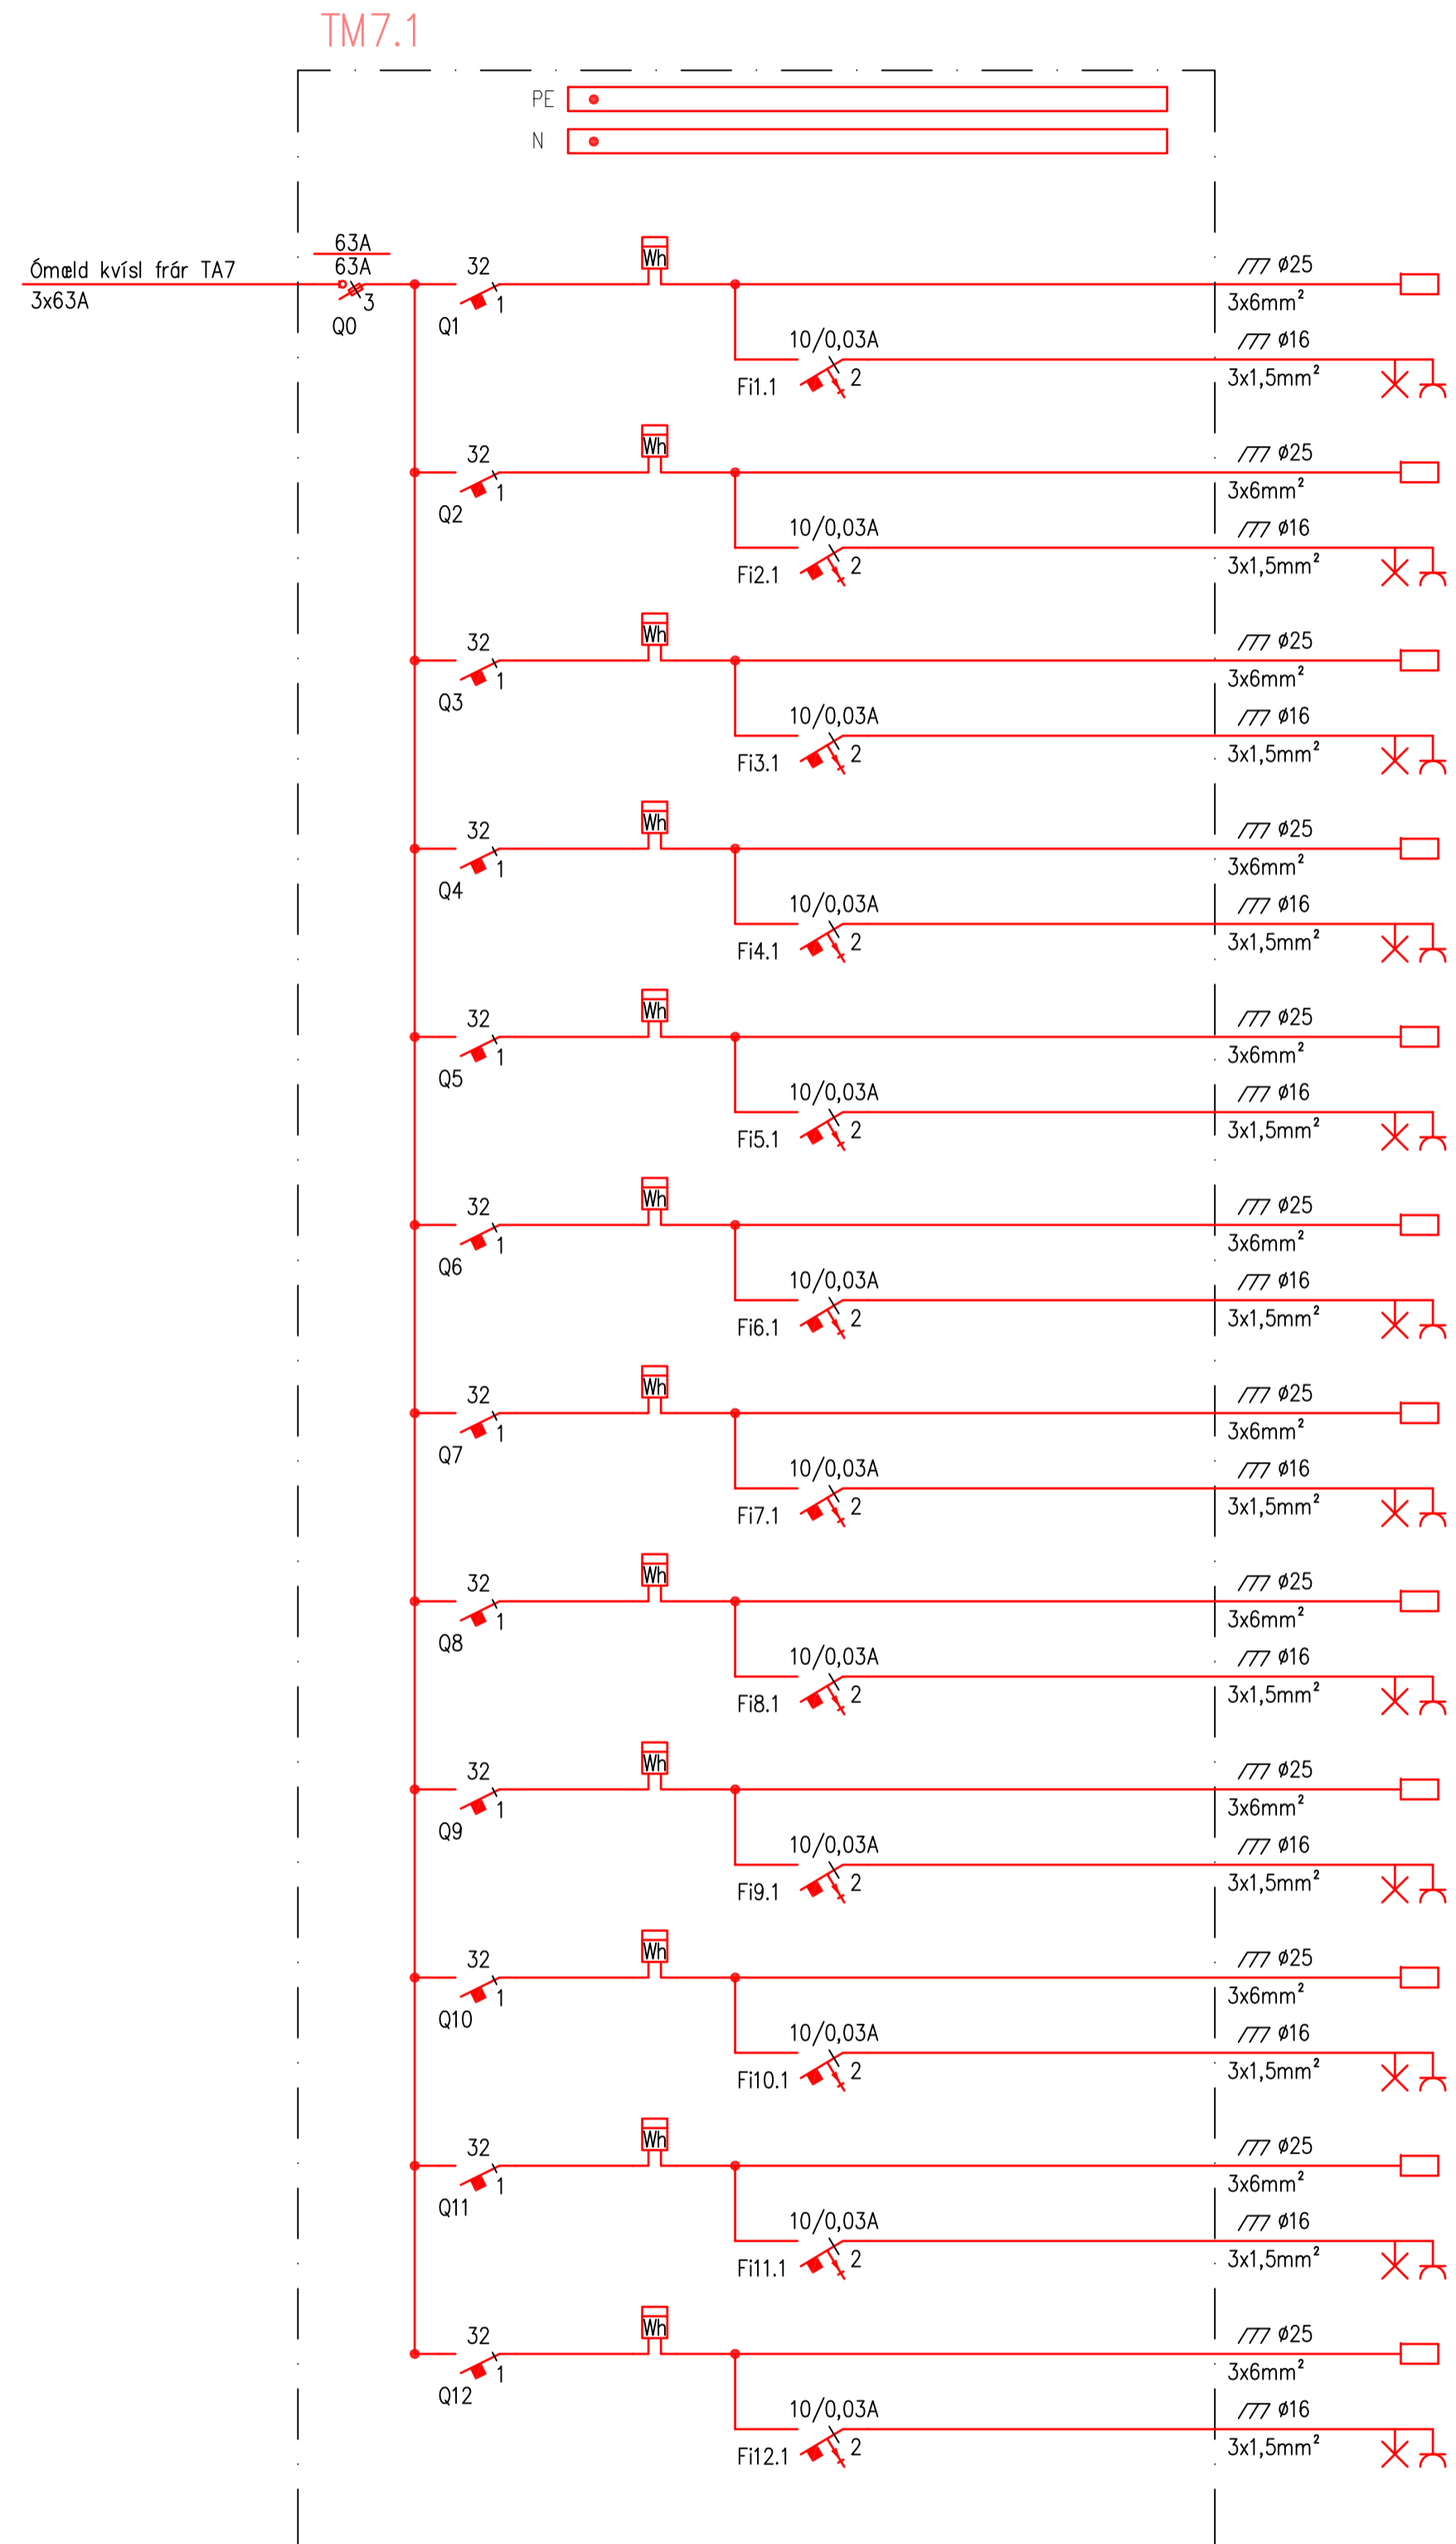 TM7.1
PE
N
63A
63A
Ómæld kvísl frár TA7
3x63A
3
Q0
32
1
Q1
Wh
ø25
3x6mm²
10/0,03A
2
Fi1.1
ø16
3x1,5mm²
32
1
Q2
Wh
ø25
3x6mm²
10/0,03A
2
Fi2.1
ø16
3x1,5mm²
32
1
Q3
Wh
ø25
3x6mm²
10/0,03A
2
Fi3.1
ø16
3x1,5mm²
32
1
Q4
Wh
ø25
3x6mm²
10/0,03A
2
Fi4.1
ø16
3x1,5mm²
32
1
Q5
Wh
ø25
3x6mm²
10/0,03A
2
Fi5.1
ø16
3x1,5mm²
32
1
Q6
Wh
ø25
3x6mm²
10/0,03A
2
Fi6.1
ø16
3x1,5mm²
32
1
Q7
Wh
ø25
3x6mm²
10/0,03A
2
Fi7.1
ø16
3x1,5mm²
32
1
Q8
Wh
ø25
3x6mm²
10/0,03A
2
Fi8.1
ø16
3x1,5mm²
32
1
Q9
Wh
ø25
3x6mm²
10/0,03A
2
Fi9.1
ø16
3x1,5mm²
32
1
Q10
Wh
ø25
3x6mm²
10/0,03A
2
Fi10.1
ø16
3x1,5mm²
32
1
Q11
Wh
ø25
3x6mm²
10/0,03A
2
Fi11.1
ø16
3x1,5mm²
32
1
Q12
Wh
ø25
3x6mm²
10/0,03A
2
Fi12.1
ø16
3x1,5mm²